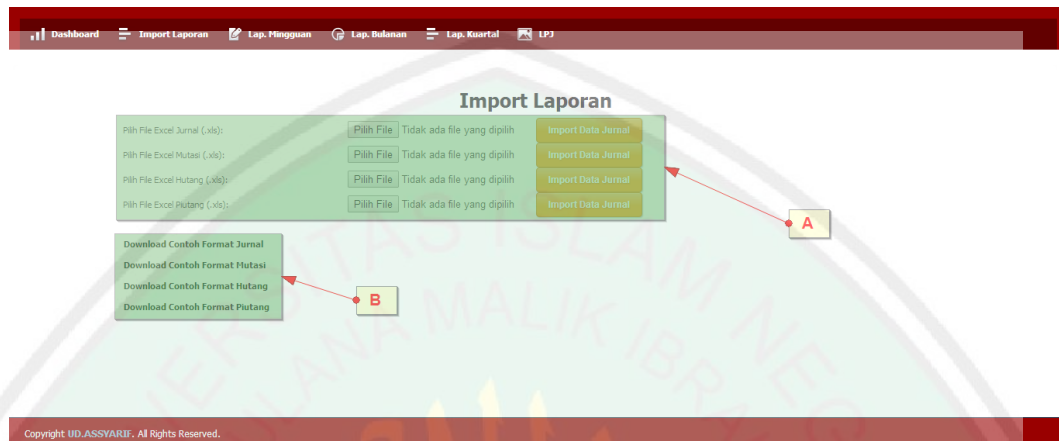 Dashboard Import Laporan Lap. Mingguan Lap. Bulanan Lap. Kuartal LPJ
Import Laporan
Pilih File Excel Jurnal (.xls): Pilih File Tidak ada file yang dipilih Import Data Jurnal
Pilih File Excel Mutasi (.xls): Pilih File Tidak ada file yang dipilih Import Data Jurnal
Pilih File Excel Hutang (.xls): Pilih File Tidak ada file yang dipilih Import Data Jurnal
Pilih File Excel Piutang (.xls): Pilih File Tidak ada file yang dipilih Import Data Jurnal
A
Download Contoh Format Jurnal
Download Contoh Format Mutasi
Download Contoh Format Hutang
Download Contoh Format Piutang
B
Copyright UD.ASSYARIF. All Rights Reserved.